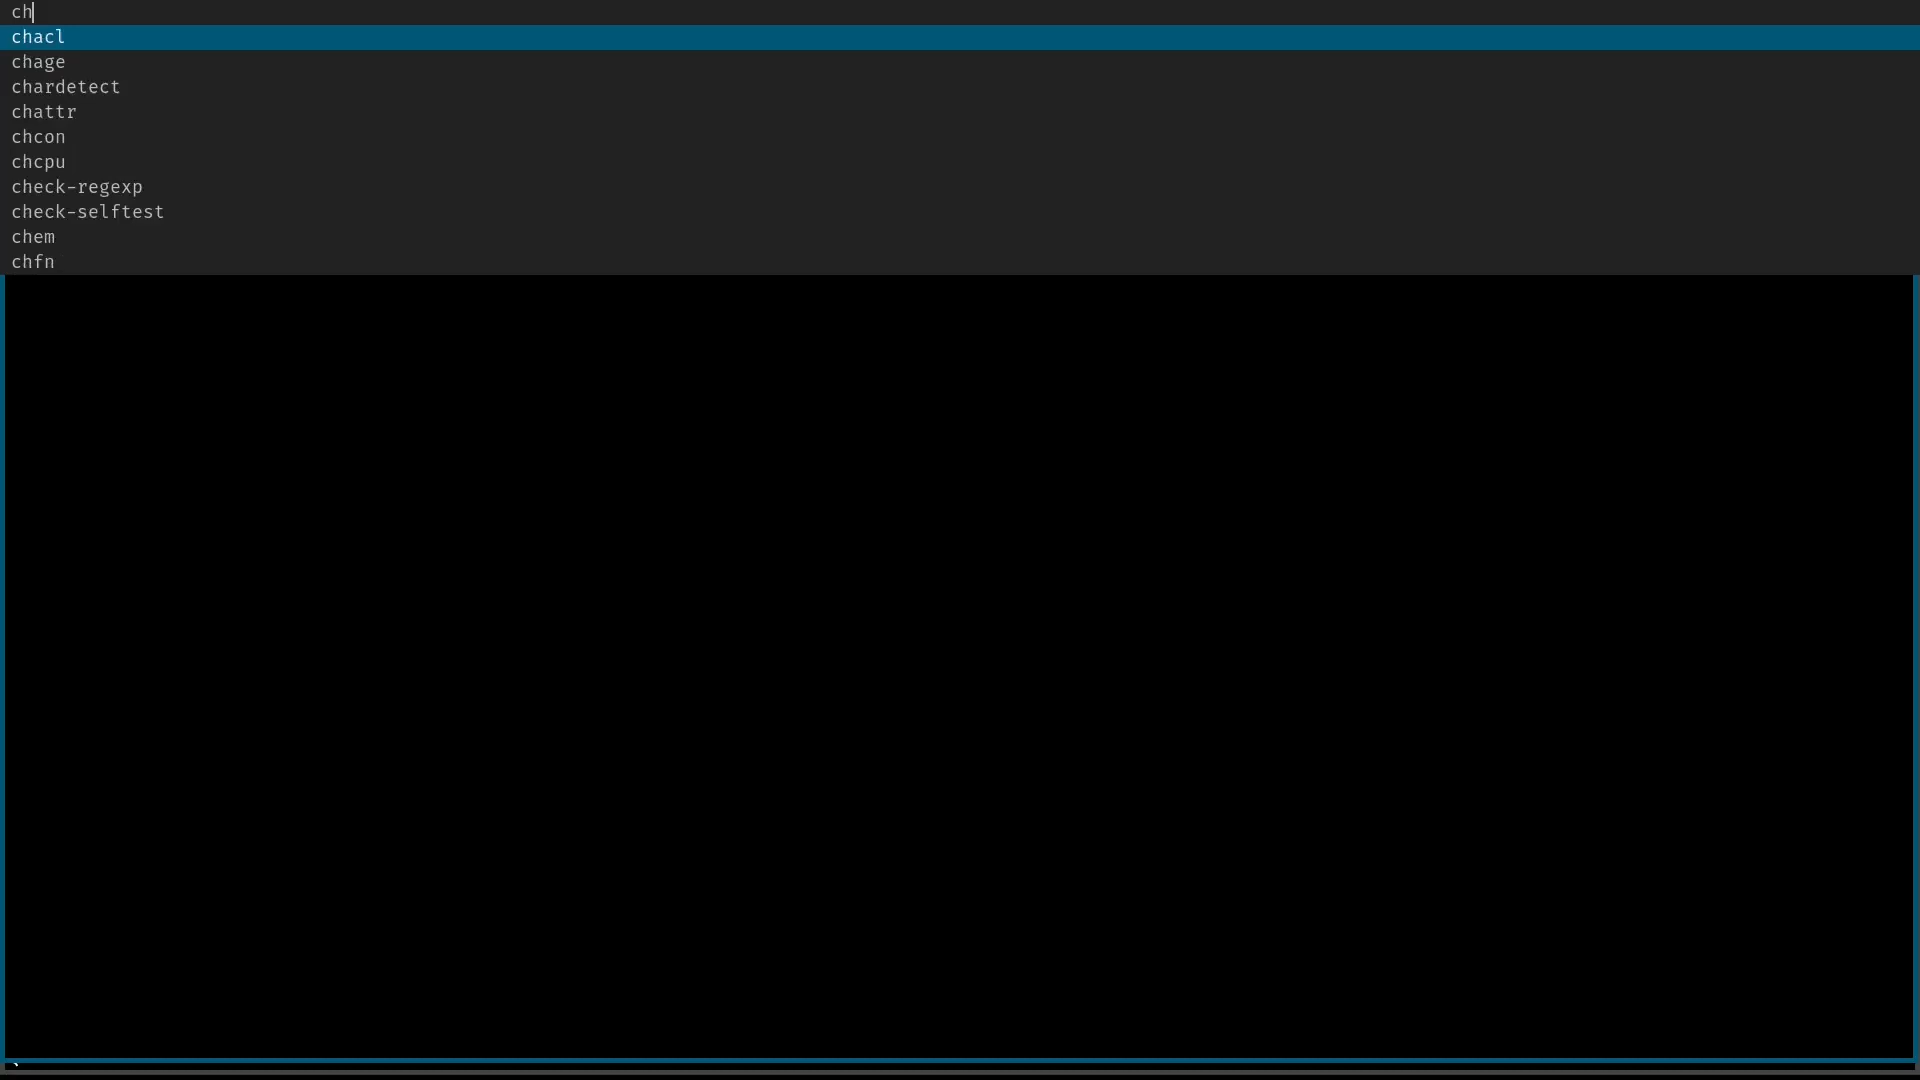 ch
chacl
chage
chardetect
chattr
chcon
chcpu
check-regexp
check-selftest
chem
chfn